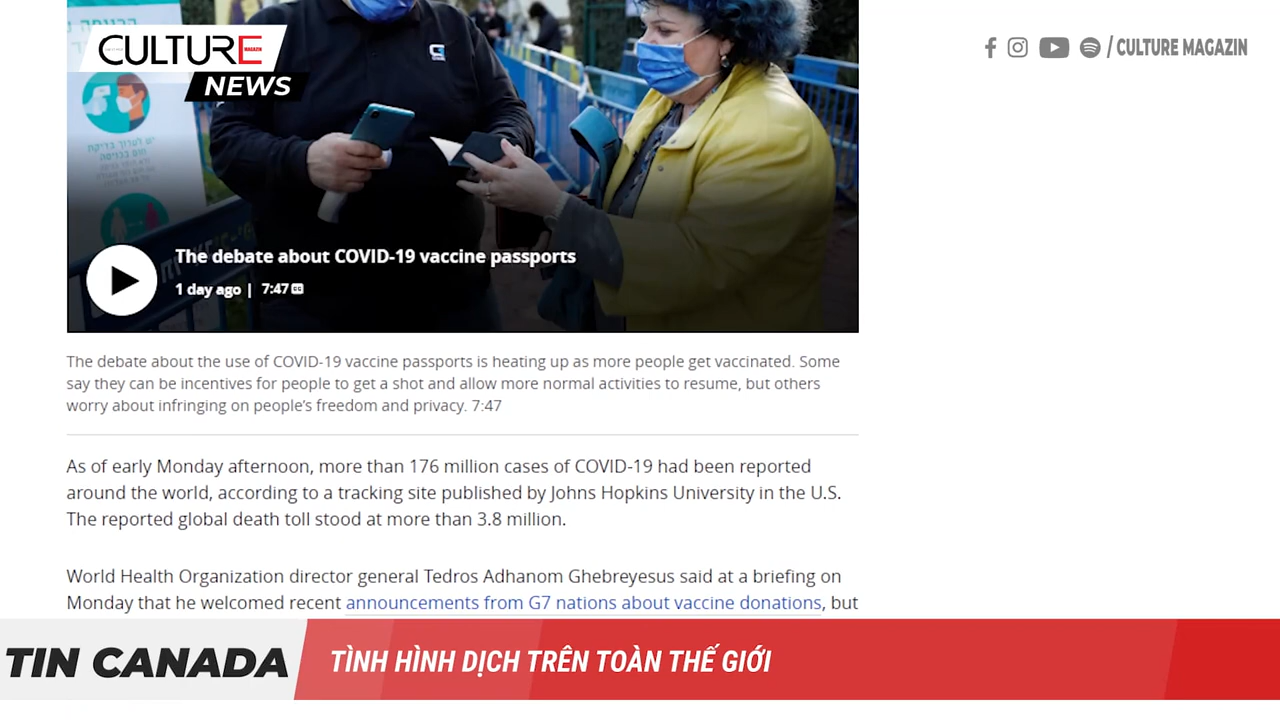 CULTURE
MAGAZIN
NEWS
/ CULTURE MAGAZIN
The debate about COVID-19 vaccine passports
1 day ago | 7:47 CC
The debate about the use of COVID-19 vaccine passports is heating up as more people get vaccinated. Some
say they can be incentives for people to get a shot and allow more normal activities to resume, but others
worry about infringing on people's freedom and privacy. 7:47
As of early Monday afternoon, more than 176 million cases of COVID-19 had been reported
around the world, according to a tracking site published by Johns Hopkins University in the U.S.
The reported global death toll stood at more than 3.8 million.
World Health Organization director general Tedros Adhanom Ghebreyesus said at a briefing on
Monday that he welcomed recent announcements from G7 nations about vaccine donations, but
TIN CANADA
TÌNH HÌNH DỊCH TRÊN TOÀN THẾ GIỚI